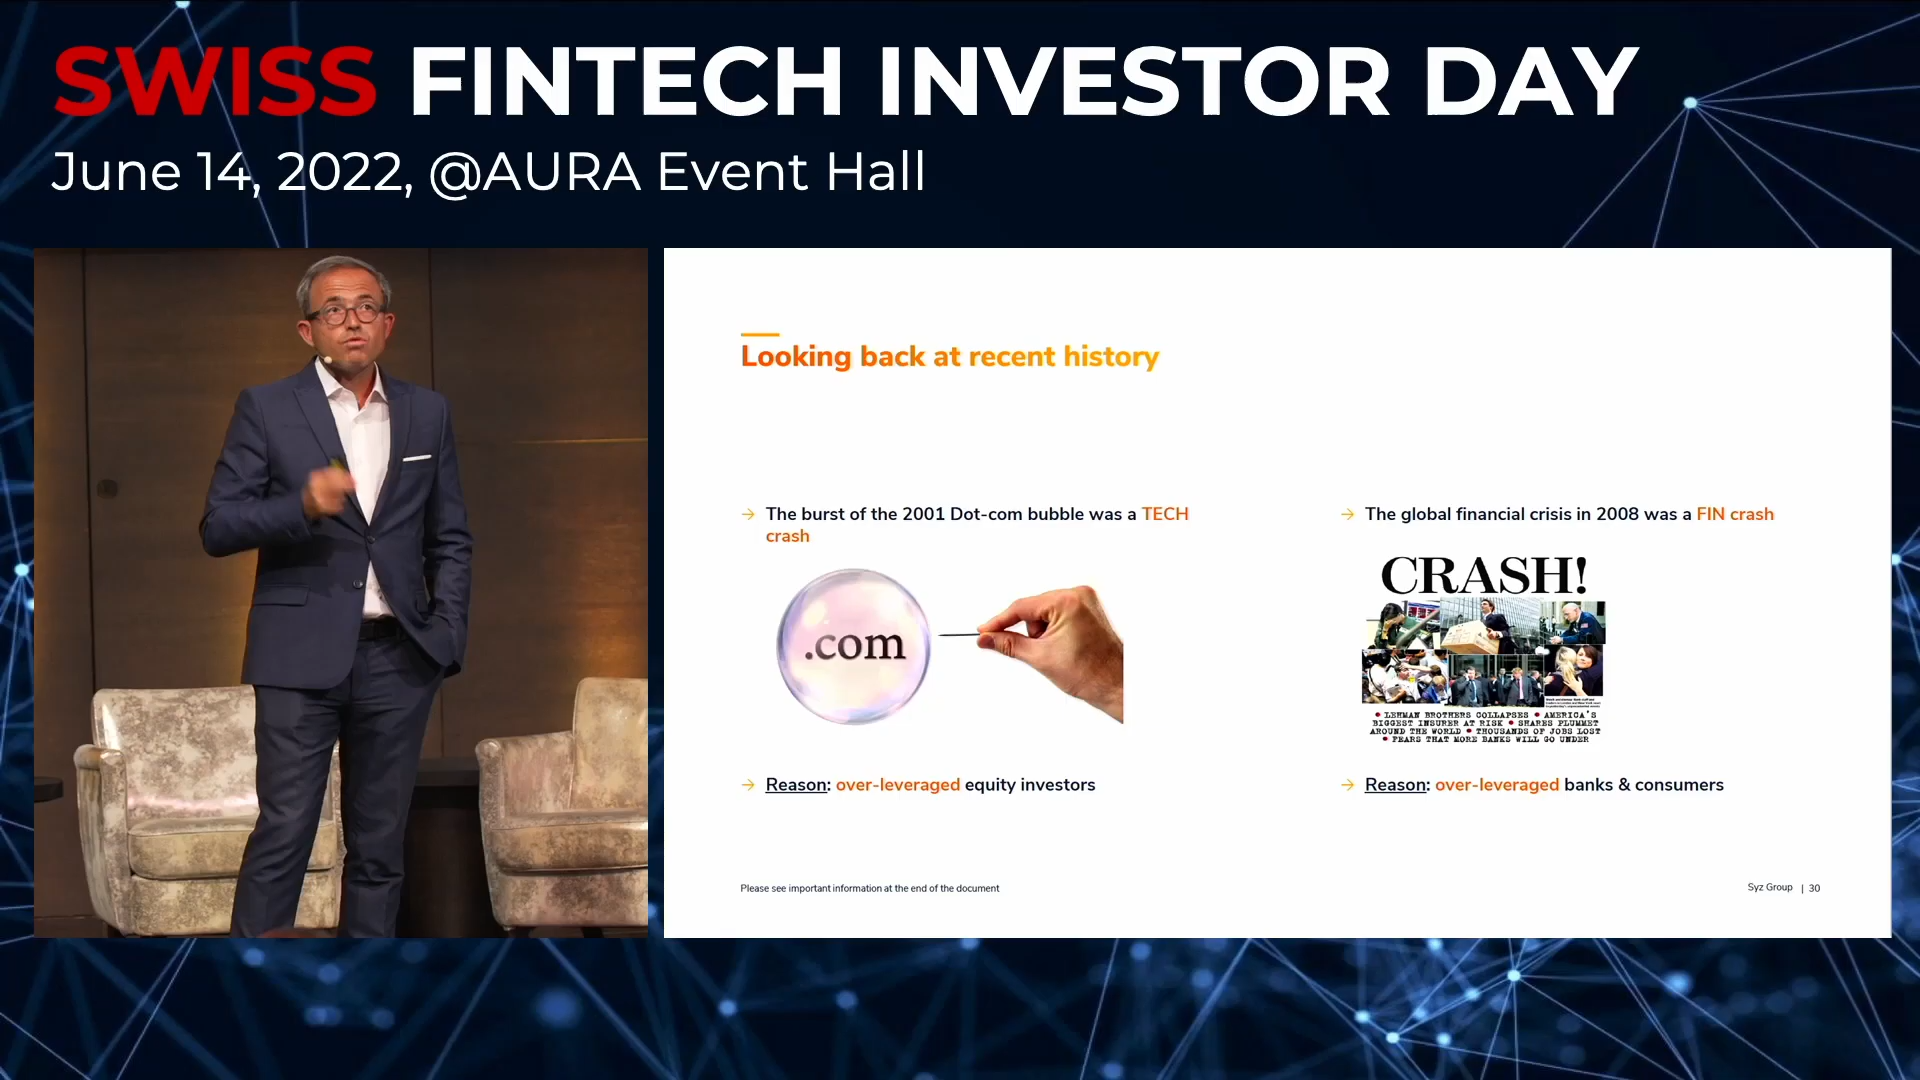 SWISS FINTECH INVESTOR DAY
June 14, 2022, @AURA Event Hall
Looking back at recent history
→ The burst of the 2001 Dot-com bubble was a TECH
crash
.com
→ Reason: over-leveraged equity investors
→ The global financial crisis in 2008 was a FIN crash
CRASH!
• LEHMAN BROTHERS COLLAPSES • AMERICA'S
BIGGEST INSURER AT RISK • SHARES PLUMMET
AROUND THE WORLD • THOUSANDS OF JOBS LOST
• FEARS THAT MORE BANKS WILL GO UNDER
→ Reason: over-leveraged banks & consumers
Please see important information at the end of the document
Syz Group | 30